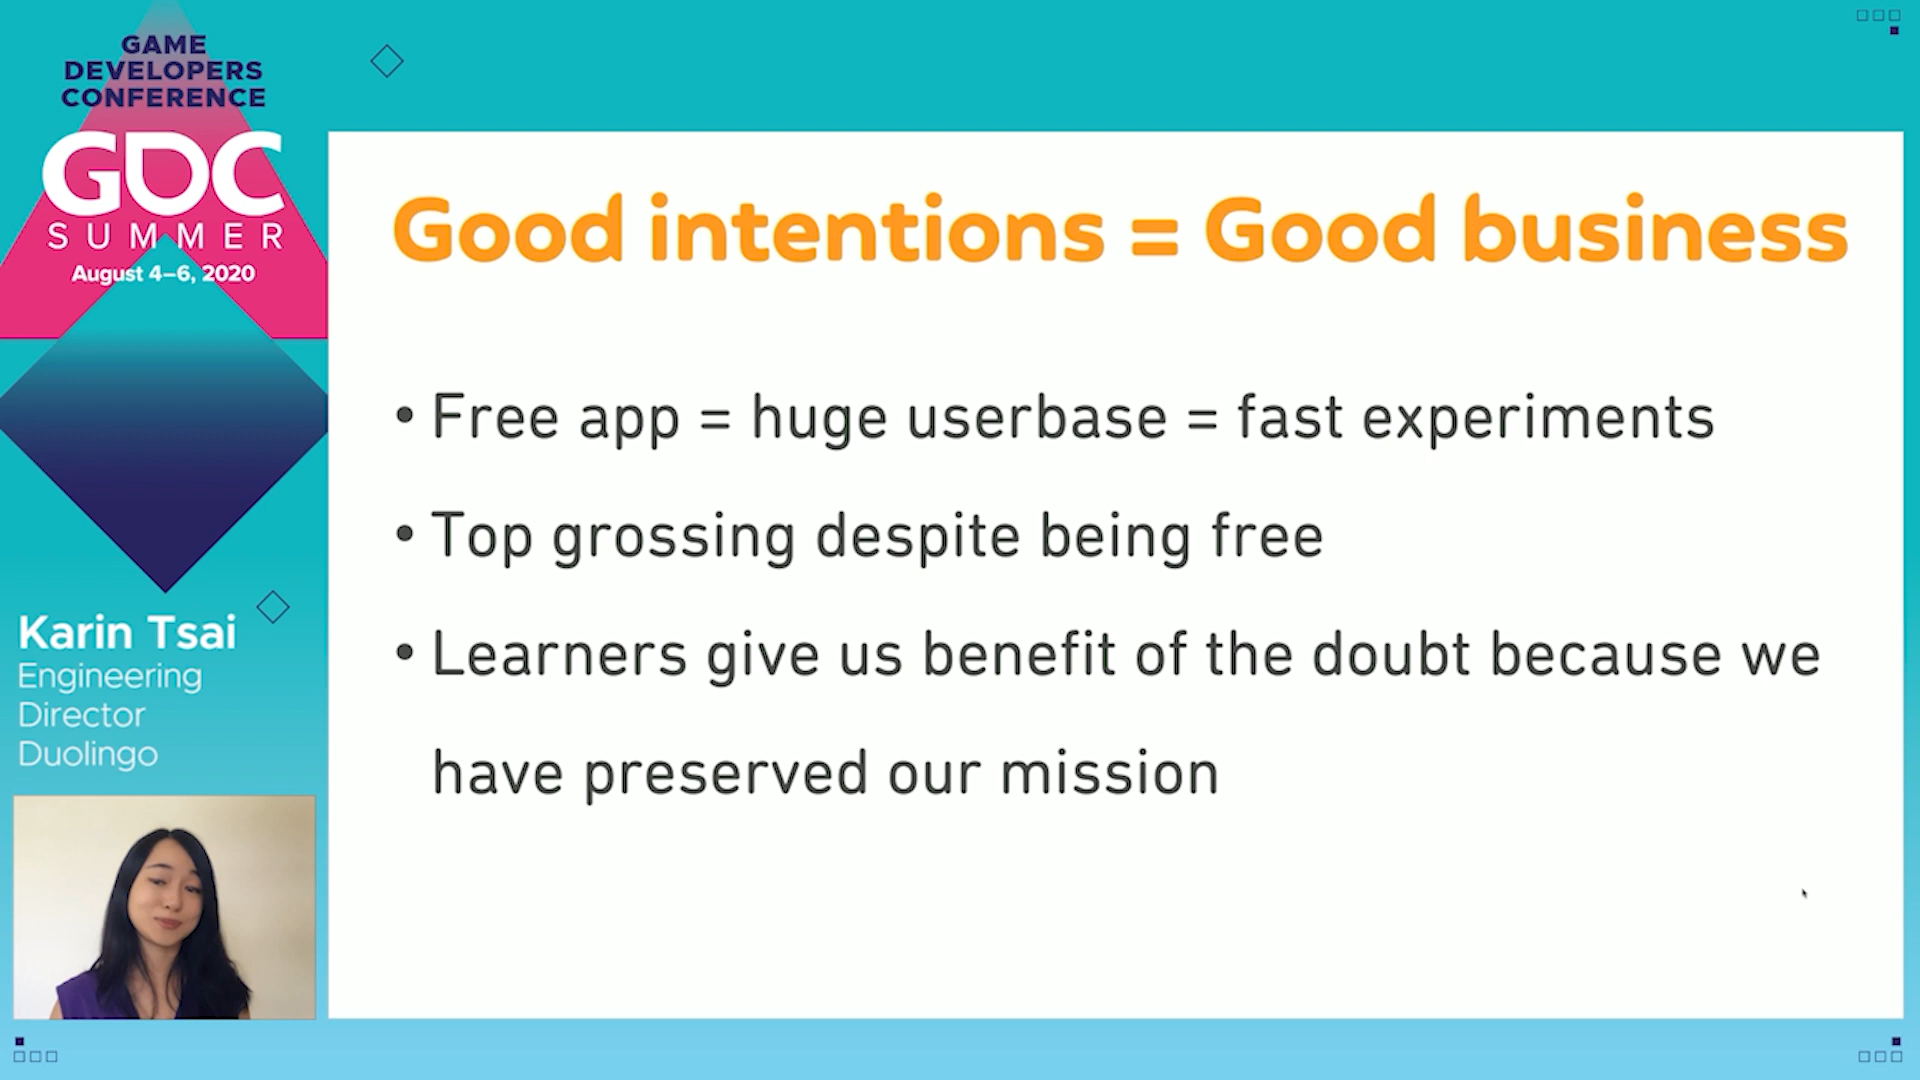 GAME
DEVELOPERS
CONFERENCE
GDC
SUMMER
August 4–6, 2020
Karin Tsai
Engineering
Director
Duolingo
Good intentions = Good business
• Free app = huge userbase = fast experiments
• Top grossing despite being free
• Learners give us benefit of the doubt because we
have preserved our mission